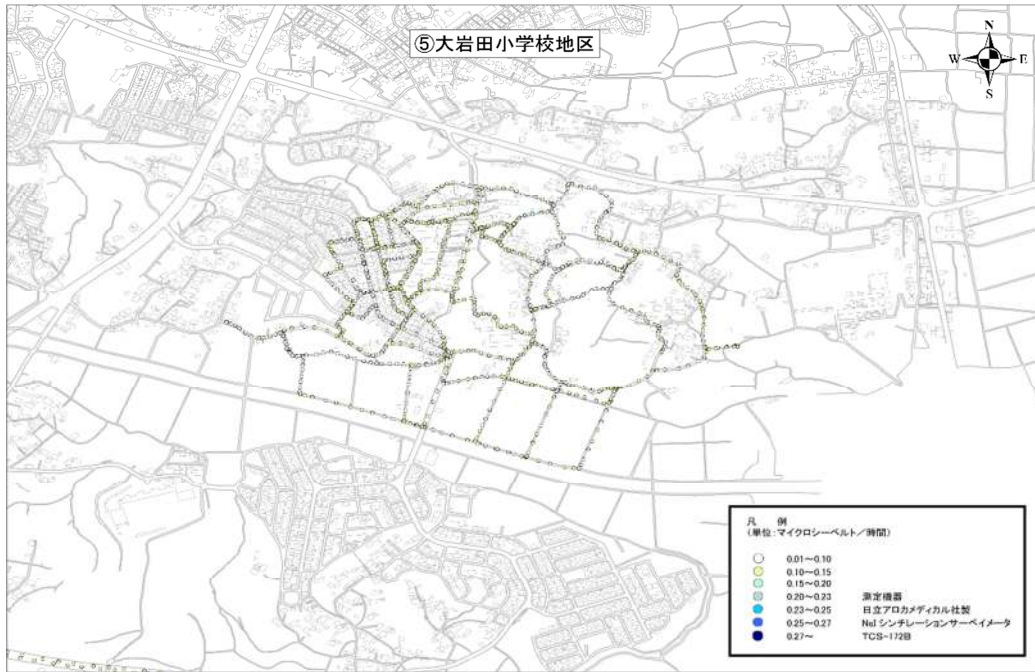 ⑤大岩田小学校地区
N
W
E
S
凡 例
(単位:マイクロシーベルト/時間)
0.01~0.10
0.10~0.15
0.15~0.20
0.20~0.23 測定機器
0.23~0.25 日立アロカメディカル社製
0.25~0.27 NaI シンチレーションサーベイメータ
0.27~ TCS-172B